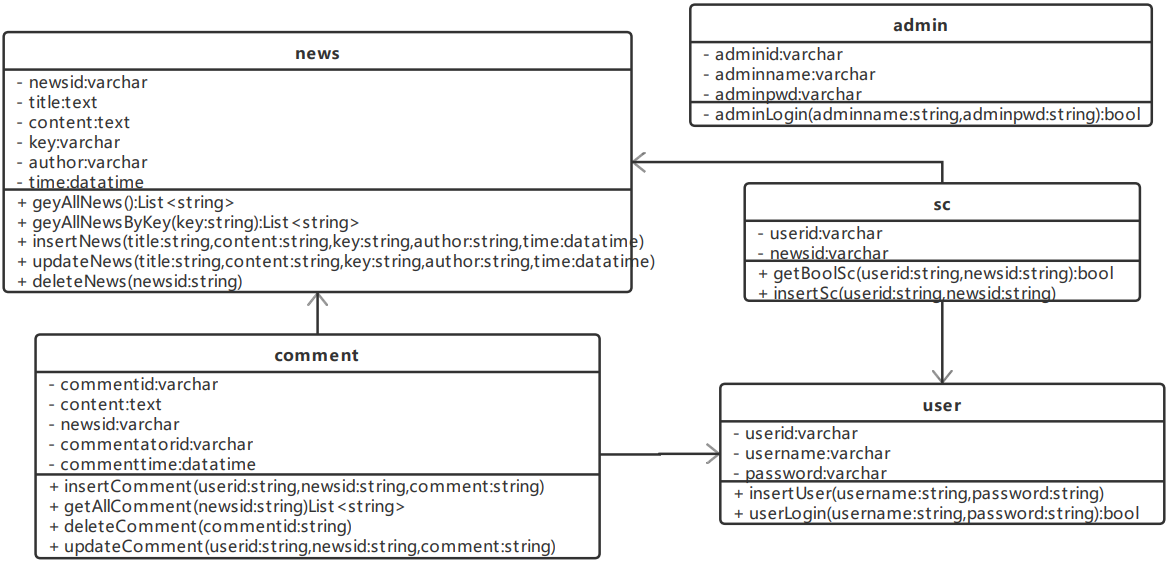 news
- newsid:varchar
- title:text
- content:text
- key:varchar
- author:varchar
- time:datatime
+ geyAllNews():List<string>
+ geyAllNewsByKey(key:string):List<string>
+ insertNews(title:string,content:string,key:string,author:string,time:datatime)
+ updateNews(title:string,content:string,key:string,author:string,time:datatime)
+ deleteNews(newsid:string)
admin
- adminid:varchar
- adminname:varchar
- adminpwd:varchar
- adminLogin(adminname:string,adminpwd:string):bool
sc
- userid:varchar
- newsid:varchar
+ getBoolSc(userid:string,newsid:string):bool
+ insertSc(userid:string,newsid:string)
comment
- commentid:varchar
- content:text
- newsid:varchar
- commentatorid:varchar
- commenttime:datatime
+ insertComment(userid:string,newsid:string,comment:string)
+ getAllComment(newsid:string)List<string>
+ deleteComment(commentid:string)
+ updateComment(userid:string,newsid:string,comment:string)
user
- userid:varchar
- username:varchar
- password:varchar
+ insertUser(username:string,password:string)
+ userLogin(username:string,password:string):bool